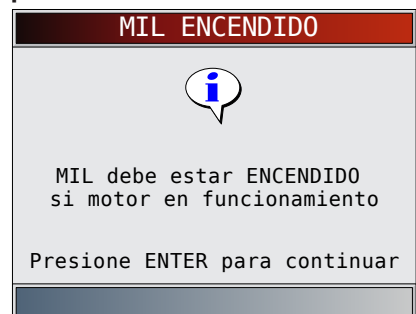 MIL ENCENDIDO
i
MIL debe estar ENCENDIDO
si motor en funcionamiento
Presione ENTER para continuar